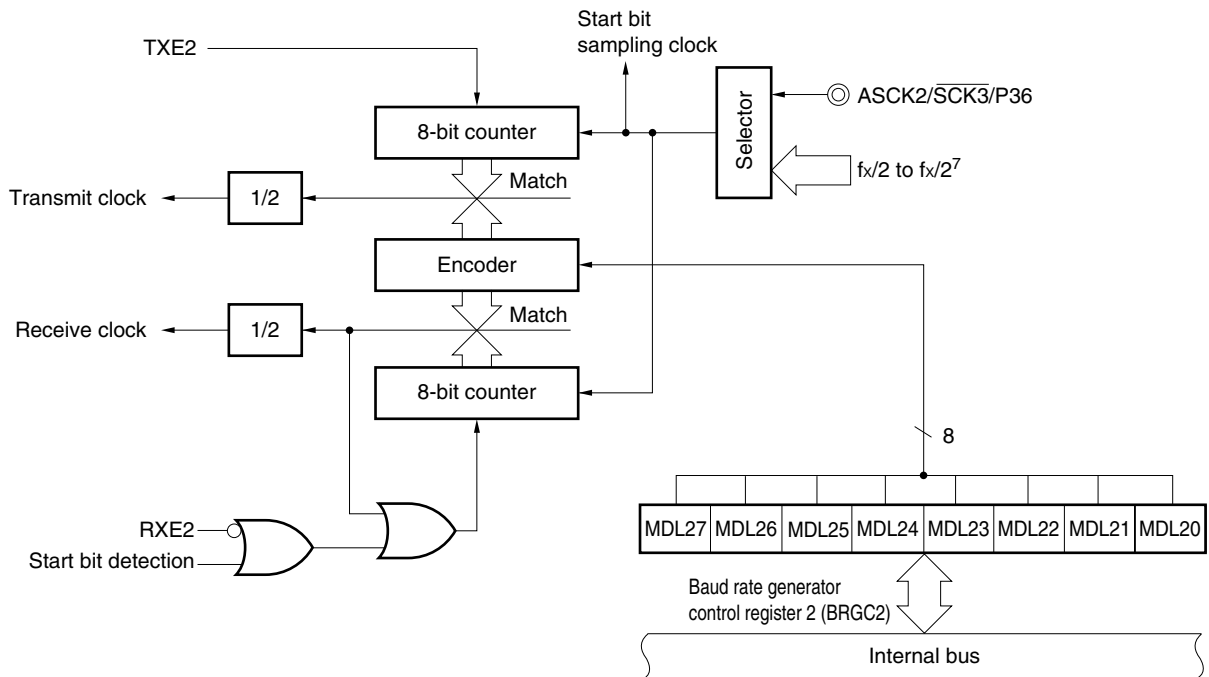 Start bit
sampling clock
TXE2
ASCK2/SCK3/P36
Selector
8-bit counter
fx/2 to fx/2⁷
Match
Transmit clock
1/2
Encoder
Match
Receive clock
1/2
8-bit counter
8
RXE2
Start bit detection
MDL27 MDL26 MDL25 MDL24 MDL23 MDL22 MDL21 MDL20
Baud rate generator
control register 2 (BRGC2)
Internal bus